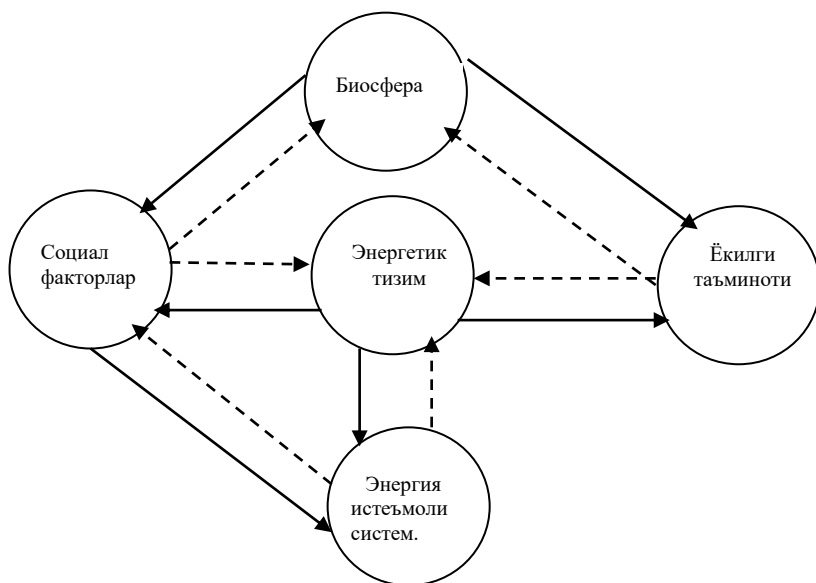 Биосфера
Социал
факторлар
Энергетик
тизим
Ёкилги
таъминоти
Энергия
истеъмоли
систем.